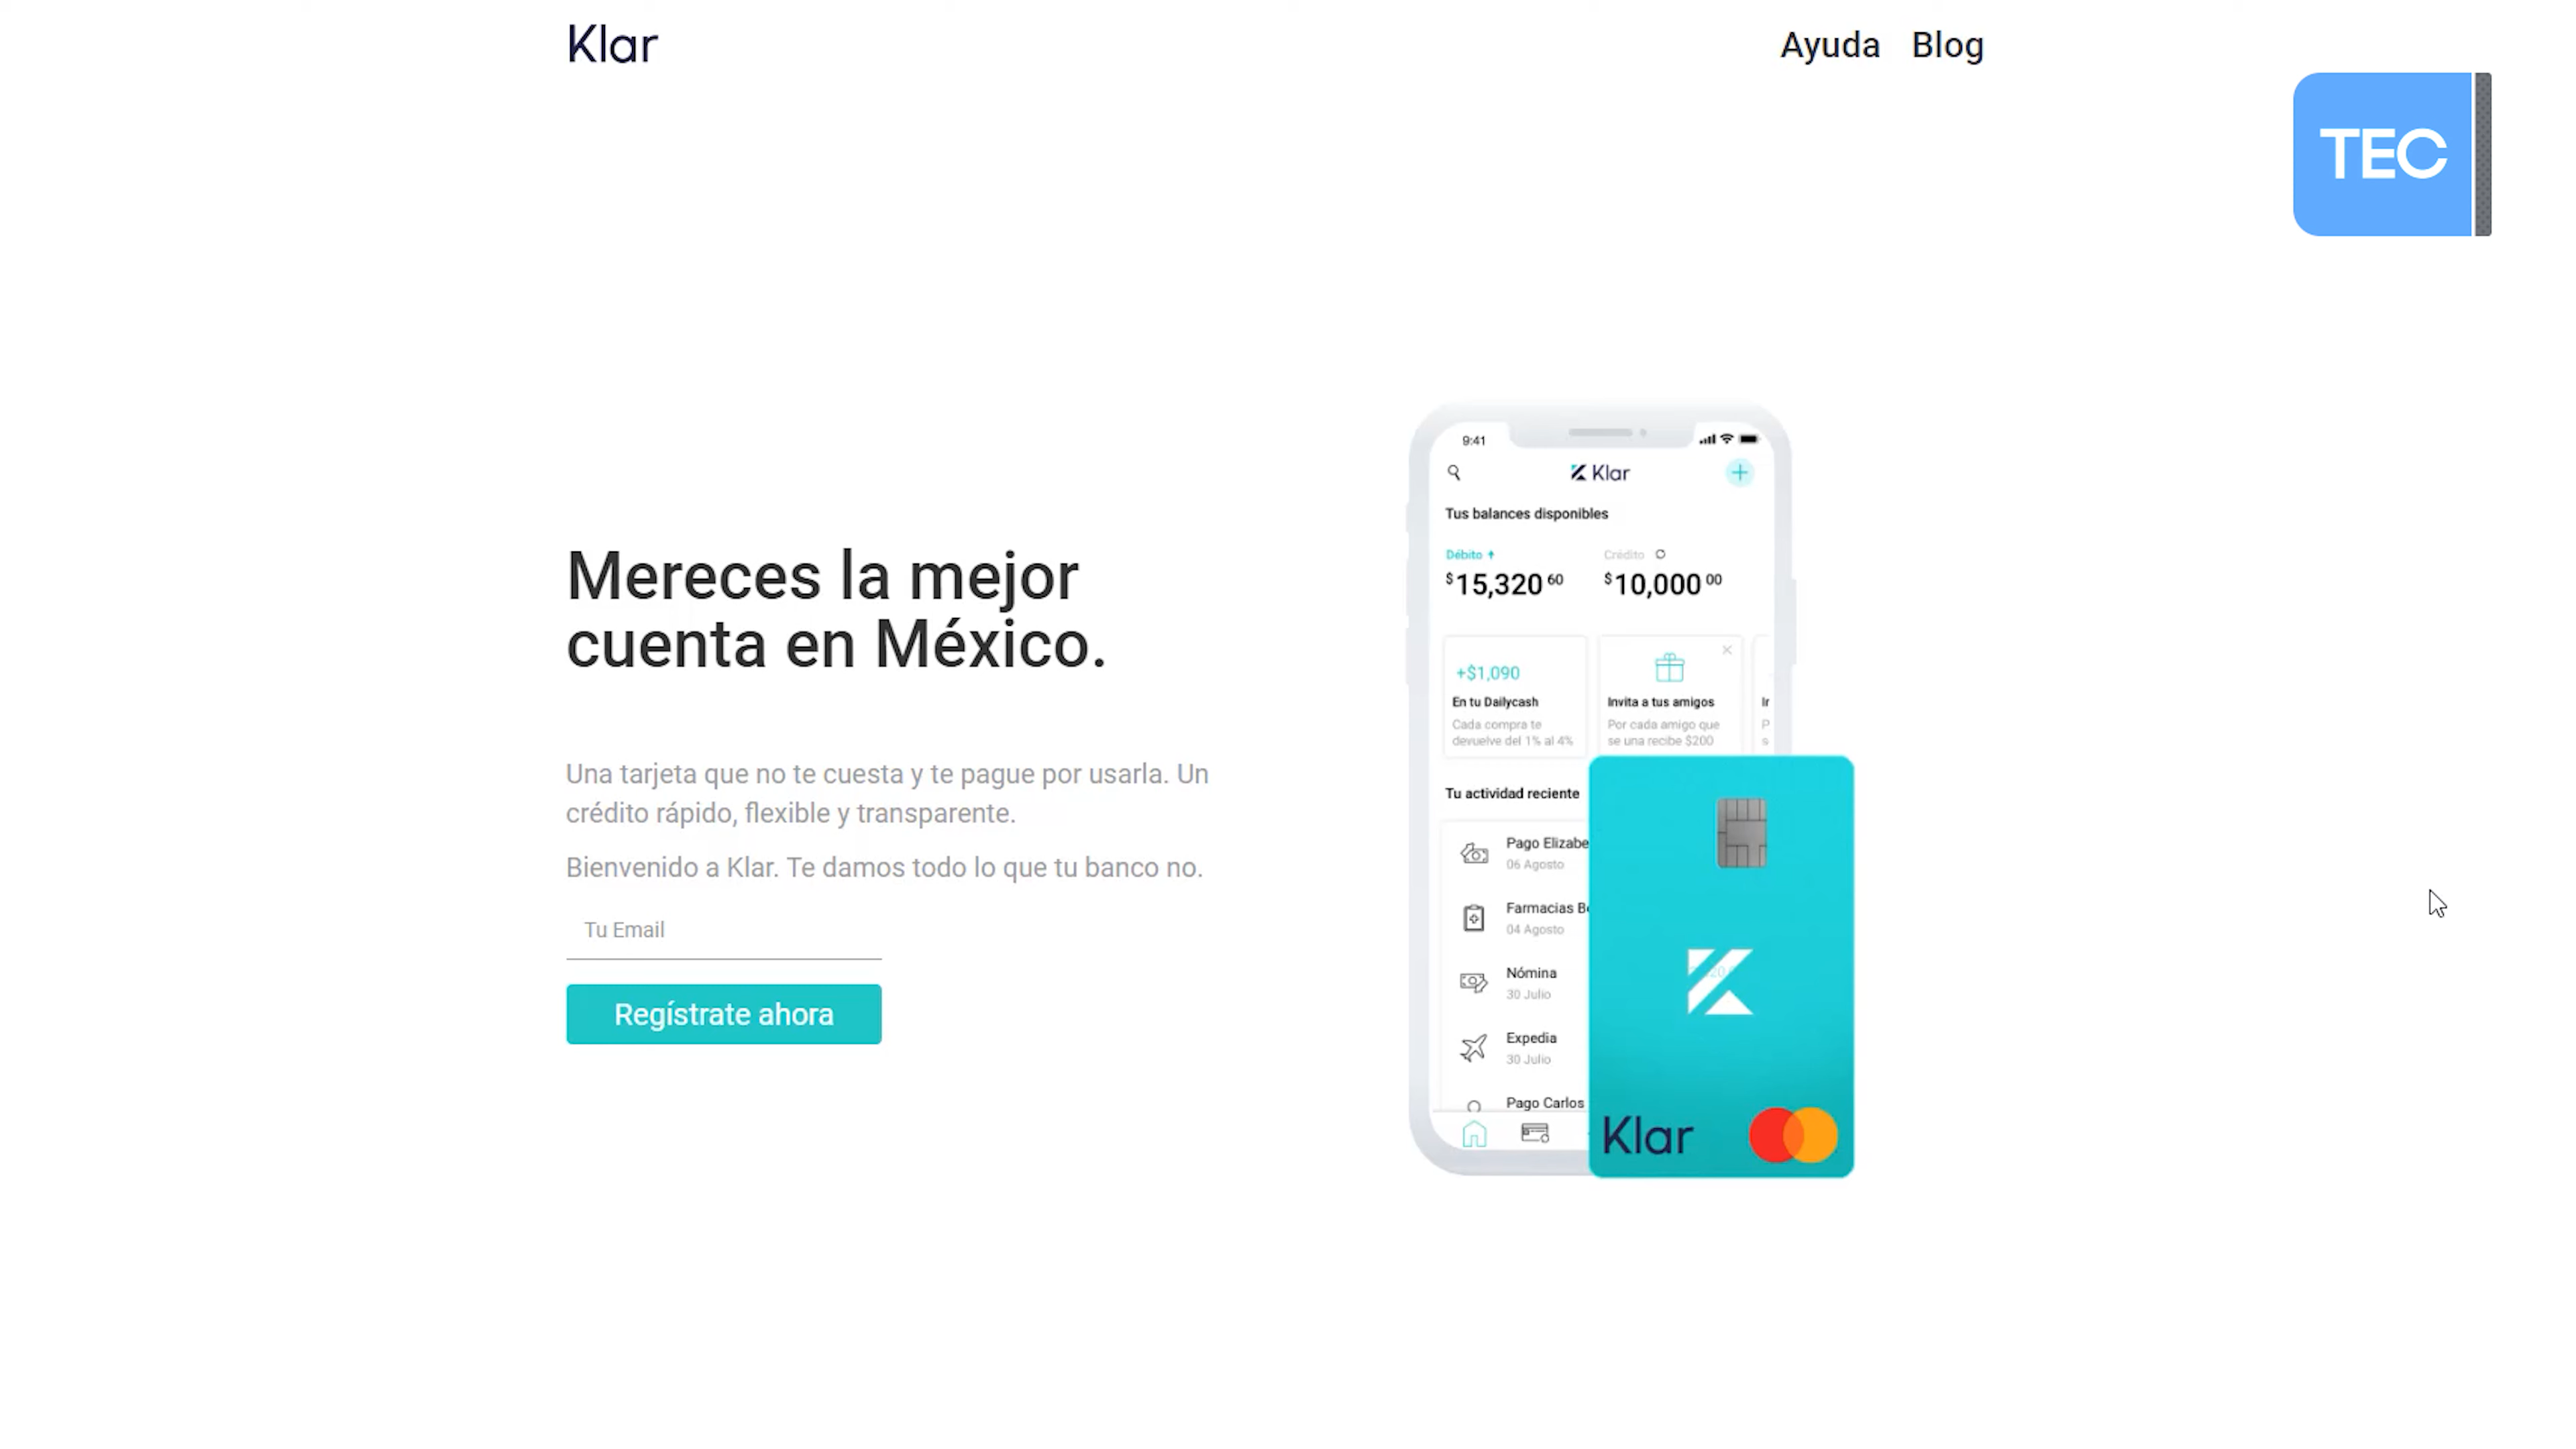 Klar
Ayuda Blog
TEC
Mereces la mejor
cuenta en México.
Una tarjeta que no te cuesta y te pague por usarla. Un
crédito rápido, flexible y transparente.
Bienvenido a Klar. Te damos todo lo que tu banco no.
Tu Email
Regístrate ahora
9:41
Klar
Tus balances disponibles
Débito Crédito
$15,320 60 $10,000 00
+$1,090
En tu Dailycash
Cada compra te
devuelve del 1% al 4%
Invita a tus amigos
Por cada amigo que
se una recibe $200
Tu actividad reciente
Pago Elizabe
06 Agosto
Farmacias
04 Agosto
Nómina
30 Julio
Expedia
30 Julio
Pago Carlos
Klar